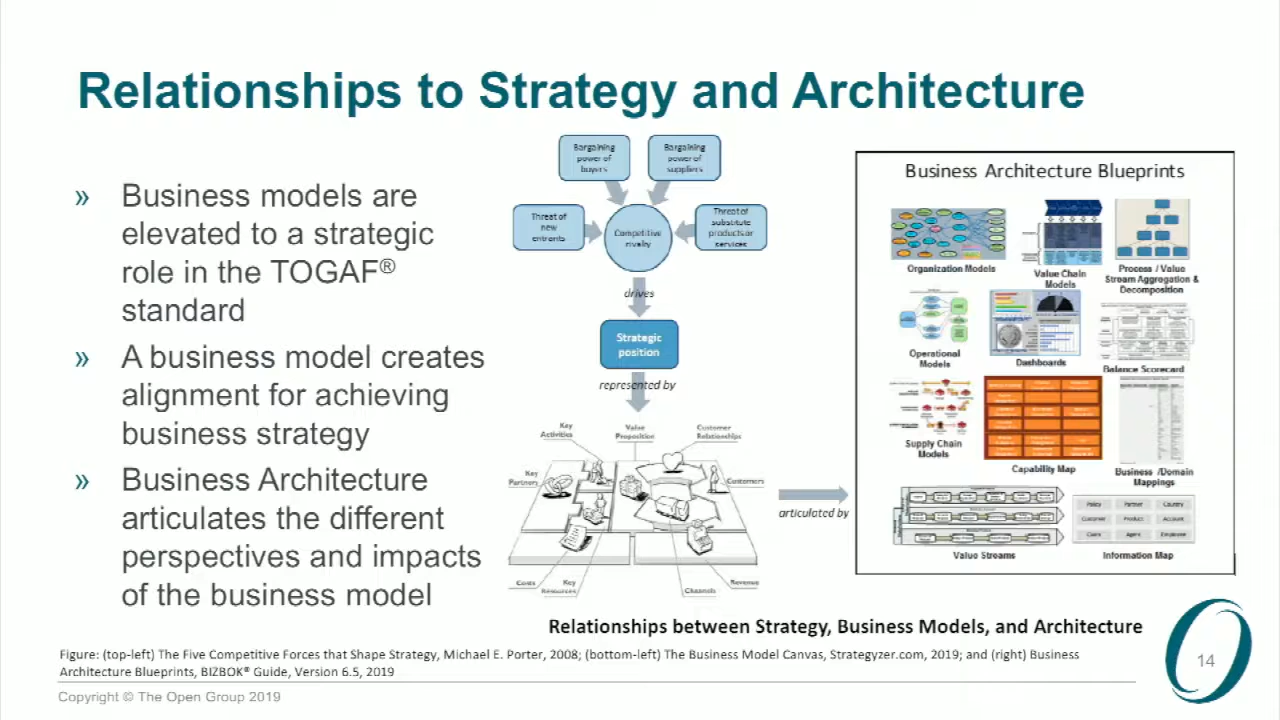 Relationships to Strategy and Architecture
» Business models are
elevated to a strategic
role in the TOGAF®
standard
» A business model creates
alignment for achieving
business strategy
» Business Architecture
articulates the different
perspectives and impacts
of the business model
Bargaining
power of
buyers
Bargaining
power of
suppliers
Threat of
new
entrants
Competitive
rivalry
Threat of
substitute
products or
services
drives
Strategic
position
represented by
Key
Activities
Value
Proposition
Customer
Relationships
Key
Partners
Customers
Costs
Key
Resources
Channels
Revenue
articulated by
Business Architecture Blueprints
Organization Models
Value Chain
Models
Process / Value
Stream Aggregation &
Decomposition
Operational
Models
Dashboards
Balance Scorecard
Supply Chain
Models
Capability Map
Business /Domain
Mappings
Value Streams
Policy Partner Country
Customer Product Account
Claim Agent Employee
Information Map
Relationships between Strategy, Business Models, and Architecture
Figure: (top-left) The Five Competitive Forces that Shape Strategy, Michael E. Porter, 2008; (bottom-left) The Business Model Canvas, Strategyzer.com, 2019; and (right) Business
Architecture Blueprints, BIZBOK® Guide, Version 6.5, 2019
Copyright © The Open Group 2019
14